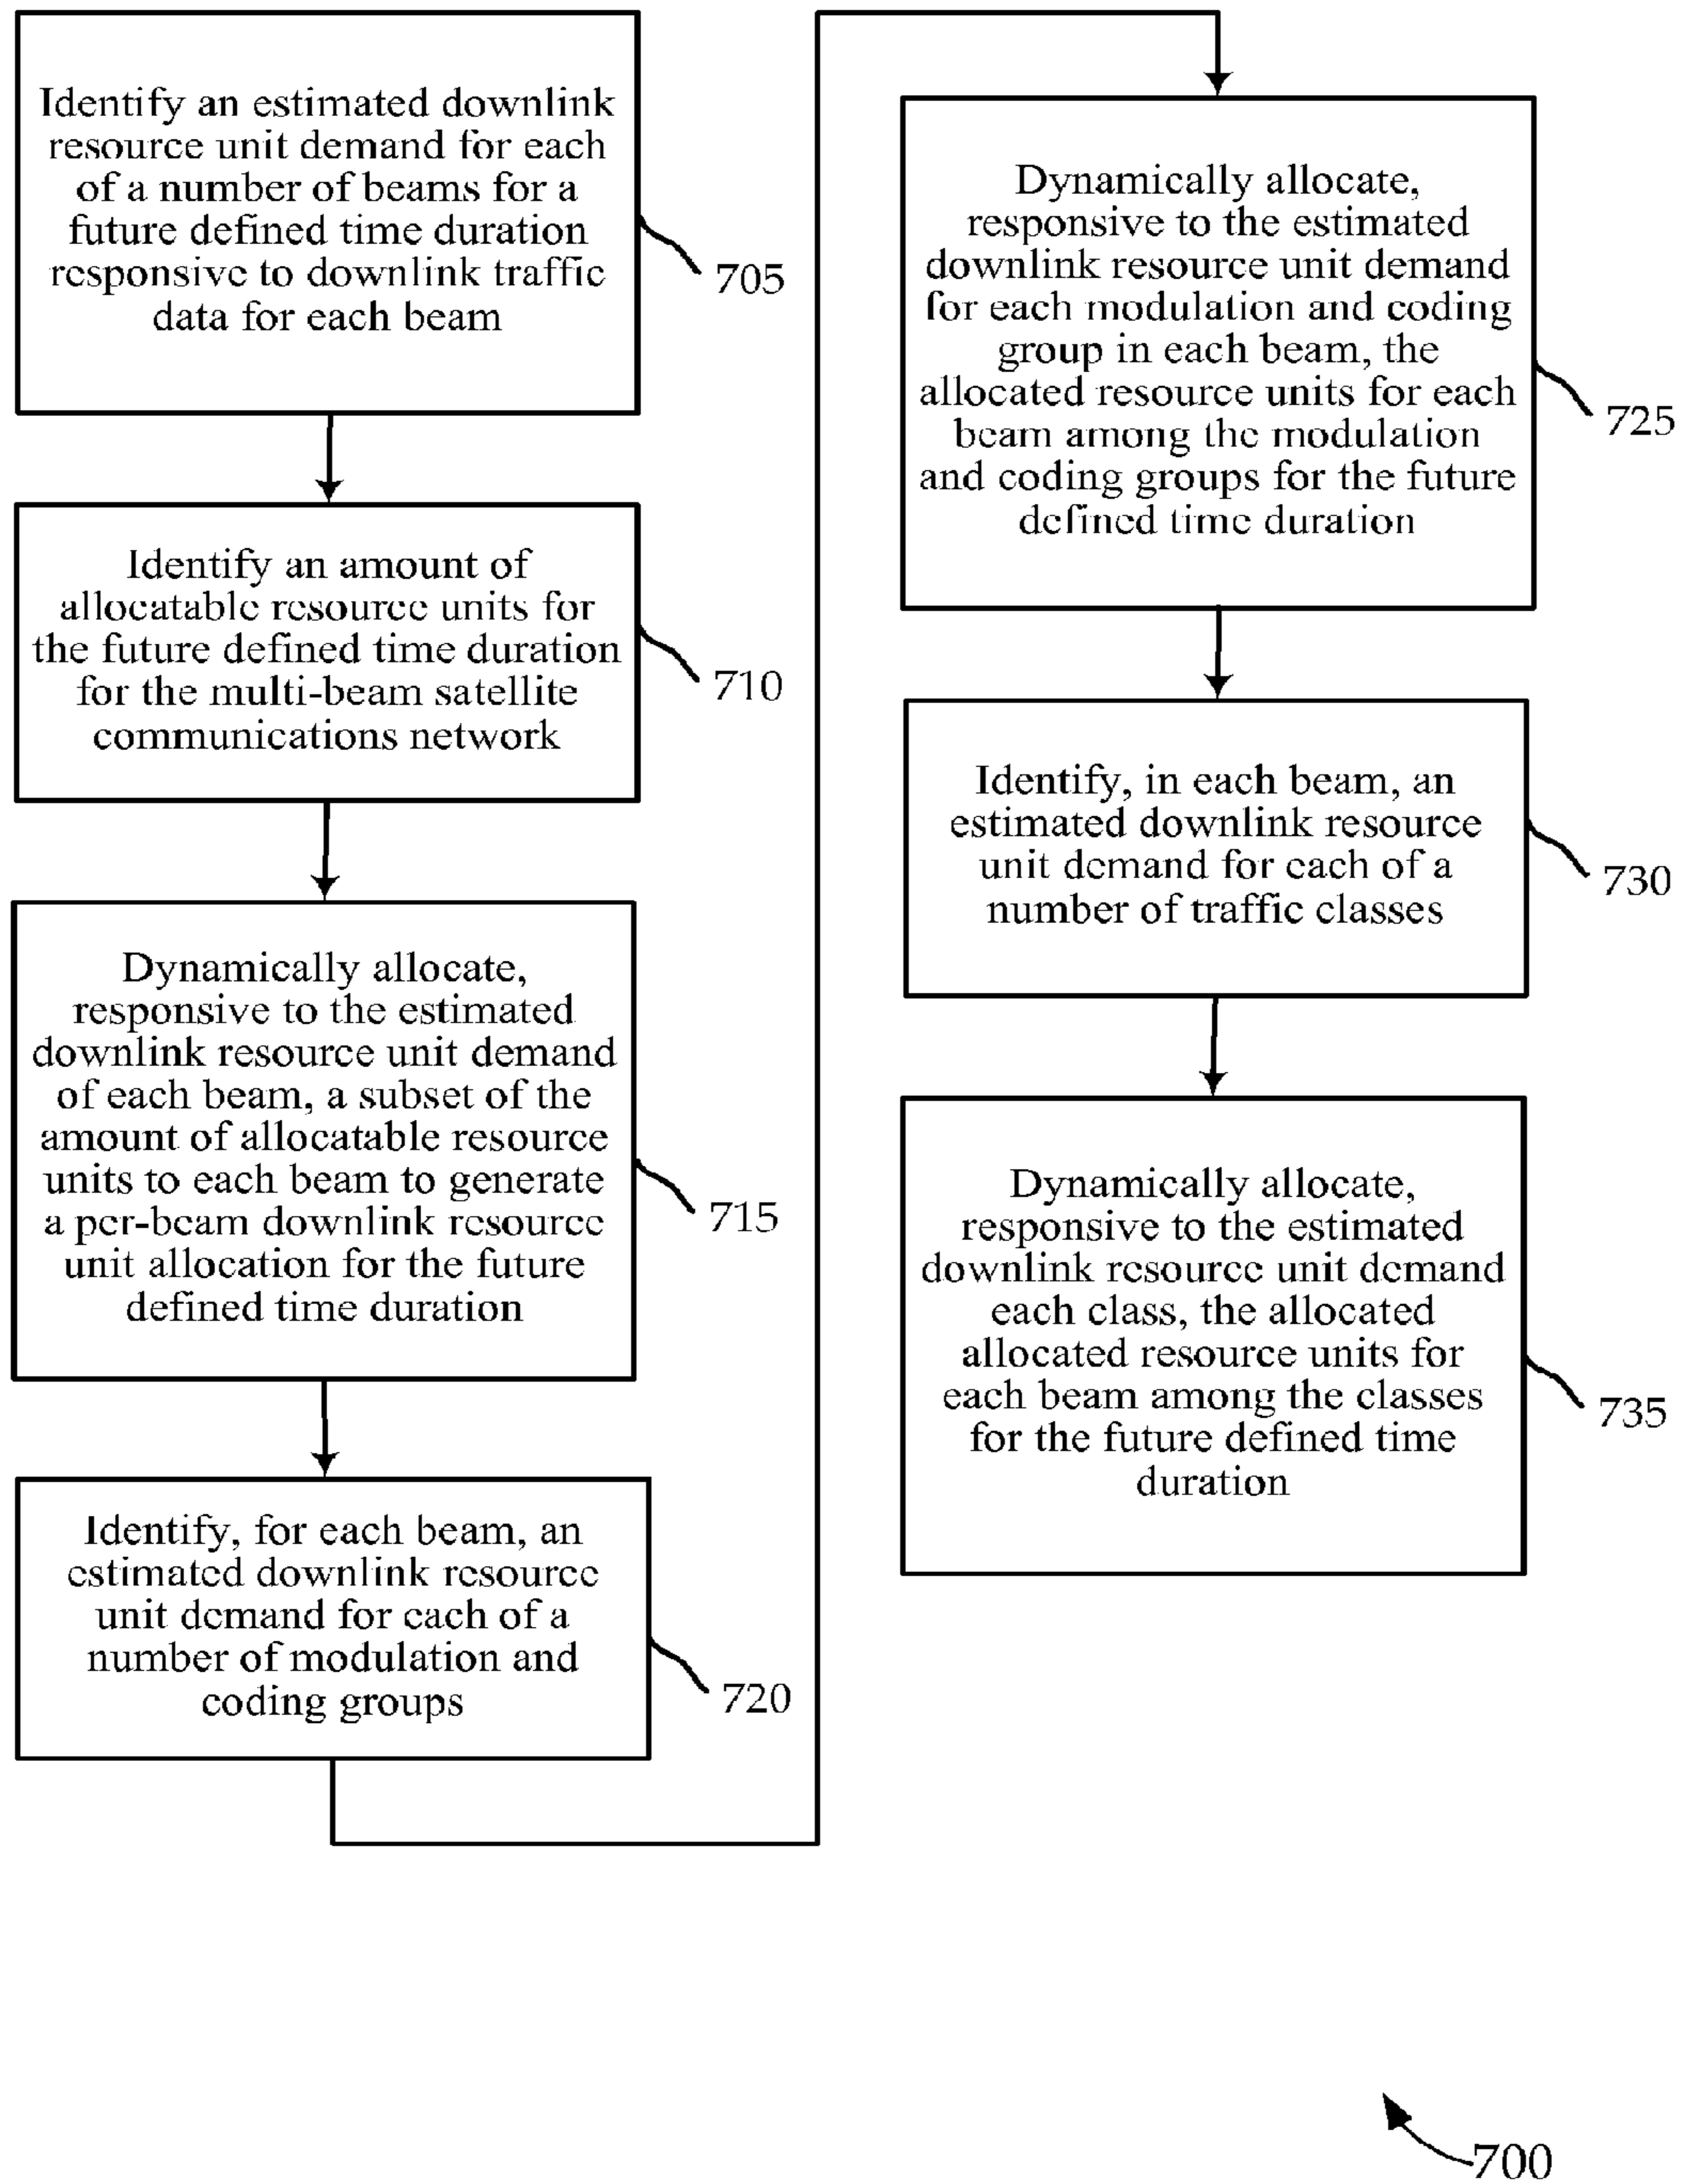 Identify an estimated downlink
resource unit demand for each
of a number of beams for a
future defined time duration
responsive to downlink traffic
data for each beam
705
Identify an amount of
allocatable resource units for
the future defined time duration
for the multi-beam satellite
communications network
710
Dynamically allocate,
responsive to the estimated
downlink resource unit demand
of each beam, a subset of the
amount of allocatable resource
units to each beam to generate
a per-beam downlink resource
unit allocation for the future
defined time duration
715
Identify, for each beam, an
estimated downlink resource
unit demand for each of a
number of modulation and
coding groups
720
Dynamically allocate,
responsive to the estimated
downlink resource unit demand
for each modulation and coding
group in each beam, the
allocated resource units for each
beam among the modulation
and coding groups for the future
defined time duration
725
Identify, in each beam, an
estimated downlink resource
unit demand for each of a
number of traffic classes
730
Dynamically allocate,
responsive to the estimated
downlink resource unit demand
each class, the allocated
allocated resource units for
each beam among the classes
for the future defined time
duration
735
700